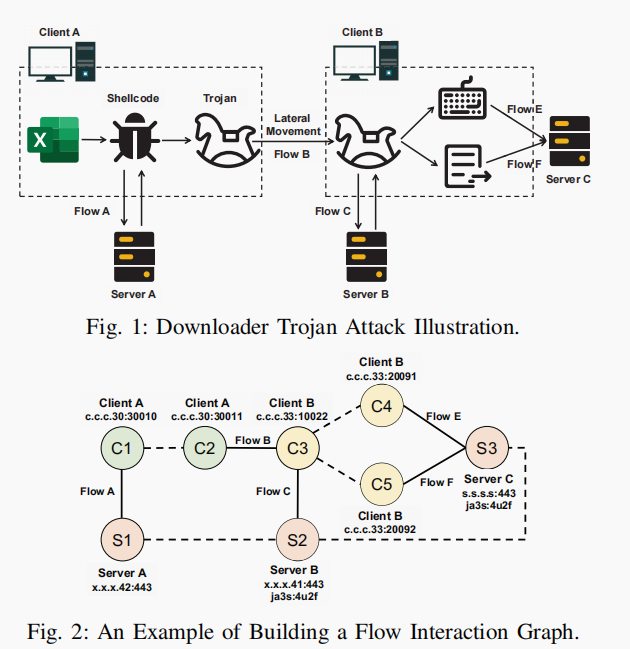 Client A
Client B
Shellcode
Trojan
Lateral
Movement
Flow B
Flow E
Flow F
X
Server C
Flow A
Flow C
Server A
Server B
Fig. 1: Downloader Trojan Attack Illustration.
Client B
c.c.c.33:20091
Client A
c.c.c.30:30010
Client A
c.c.c.30:30011
Client B
c.c.c.33:10022
C4
Flow E
C1
C2
Flow B
C3
S3
Flow A
Flow C
C5
Flow F
Server C
s.s.s.s:443
ja3s:4u2f
Client B
c.c.c.33:20092
S1
S2
Server A
x.x.x.42:443
Server B
x.x.x.41:443
ja3s:4u2f
Fig. 2: An Example of Building a Flow Interaction Graph.